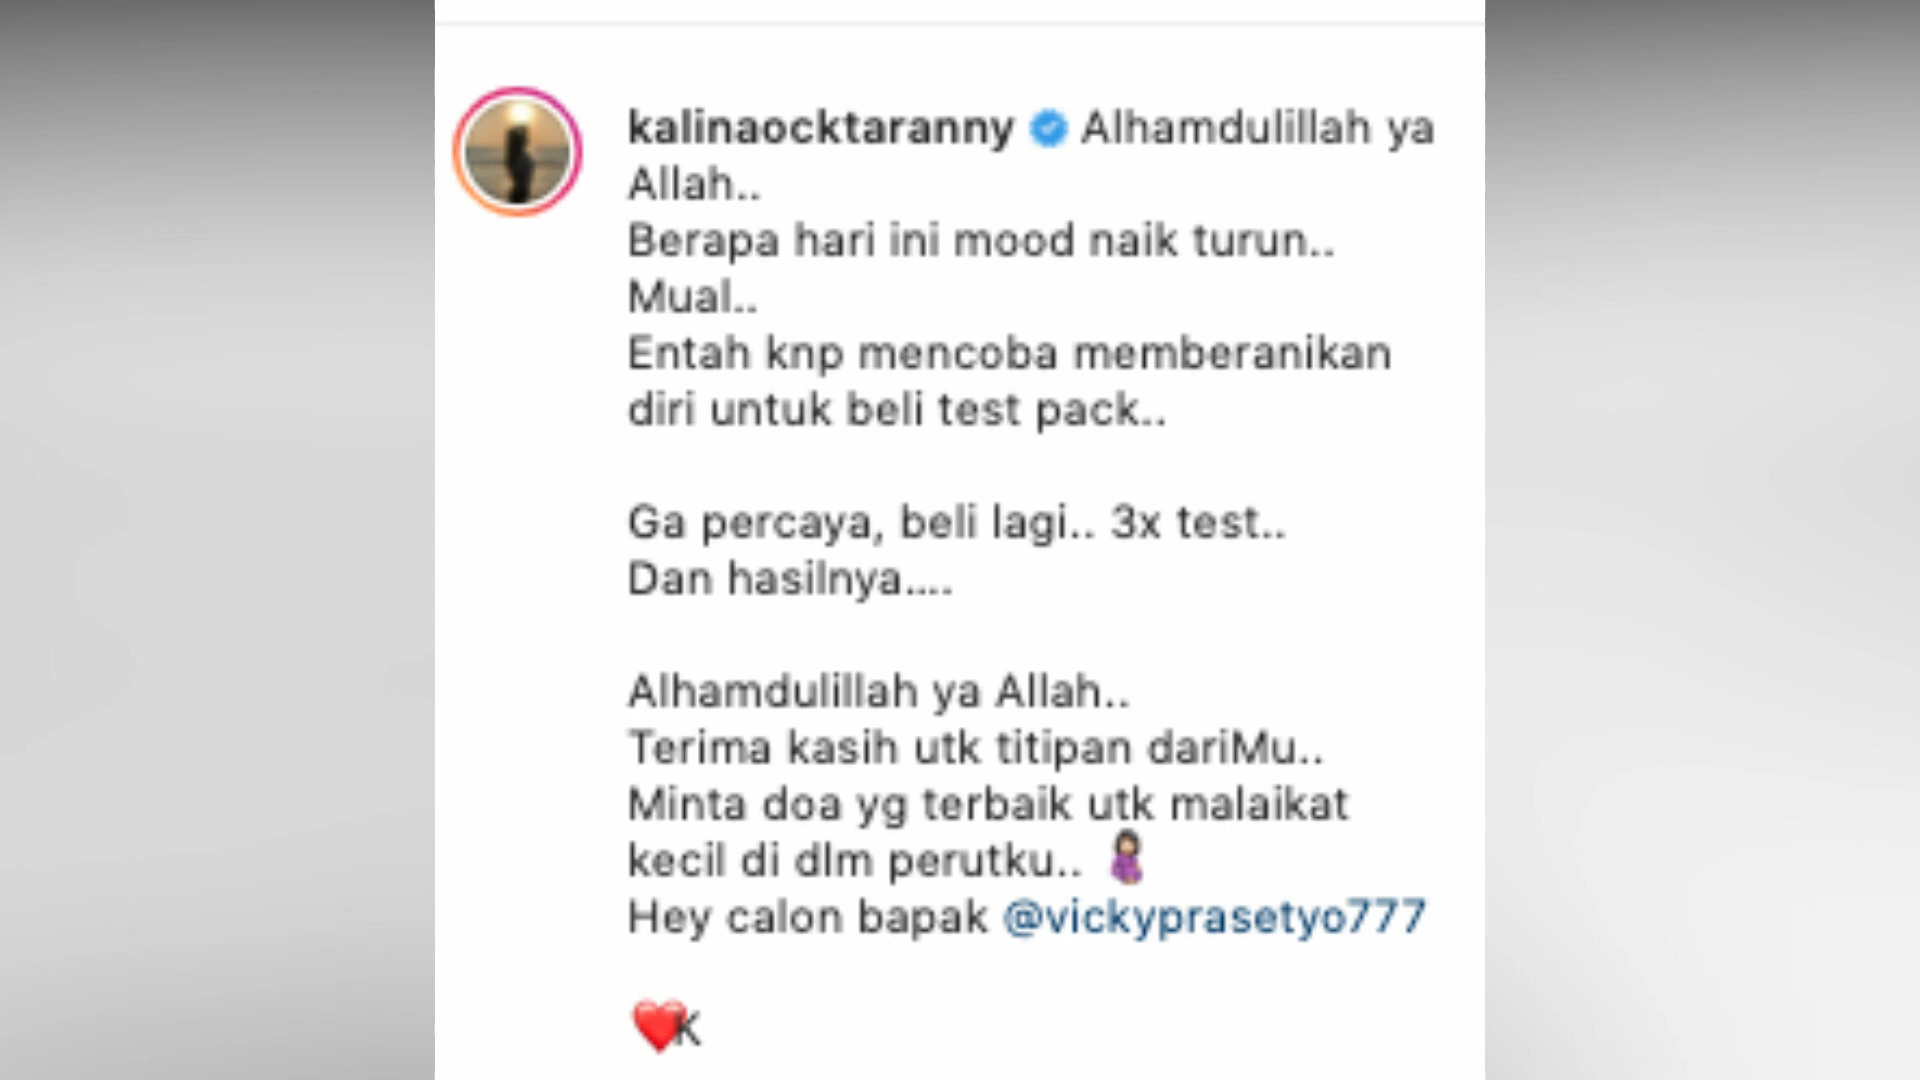 kalinaocktaranny Alhamdulillah ya
Allah..
Berapa hari ini mood naik turun..
Mual..
Entah knp mencoba memberanikan
diri untuk beli test pack..
Ga percaya, beli lagi.. 3x test..
Dan hasilnya....
Alhamdulillah ya Allah..
Terima kasih utk titipan dariMu..
Minta doa yg terbaik utk malaikat
kecil di dlm perutku.. 🤰🏻
Hey calon bapak @vickyprasetyo777
❤️K